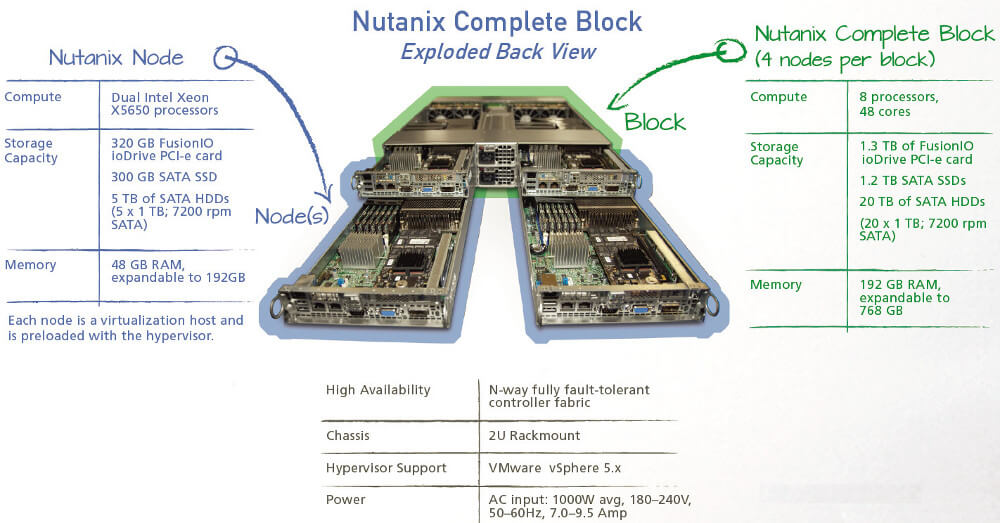 Nutanix Complete Block
Exploded Back View
Nutanix Node
Compute
Dual Intel Xeon
X5650 processors
Storage
Capacity
320 GB FusionIO
ioDrive PCI-e card
300 GB SATA SSD
5 TB of SATA HDDs
(5 x 1 TB; 7200 rpm
SATA)
Memory
48 GB RAM,
expandable to 192GB
Each node is a virtualization host and
is preloaded with the hypervisor.
Node(s)
Block
Nutanix Complete Block
(4 nodes per block)
Compute
8 processors,
48 cores
Storage
Capacity
1.3 TB of FusionIO
ioDrive PCI-e card
1.2 TB SATA SSDs
20 TB of SATA HDDs
(20 x 1 TB; 7200 rpm
SATA)
Memory
192 GB RAM,
expandable to
768 GB
High Availability
N-way fully fault-tolerant
controller fabric
Chassis
2U Rackmount
Hypervisor Support
VMware vSphere 5.x
Power
AC input: 1000W avg, 180–240V,
50–60Hz, 7.0–9.5 Amp